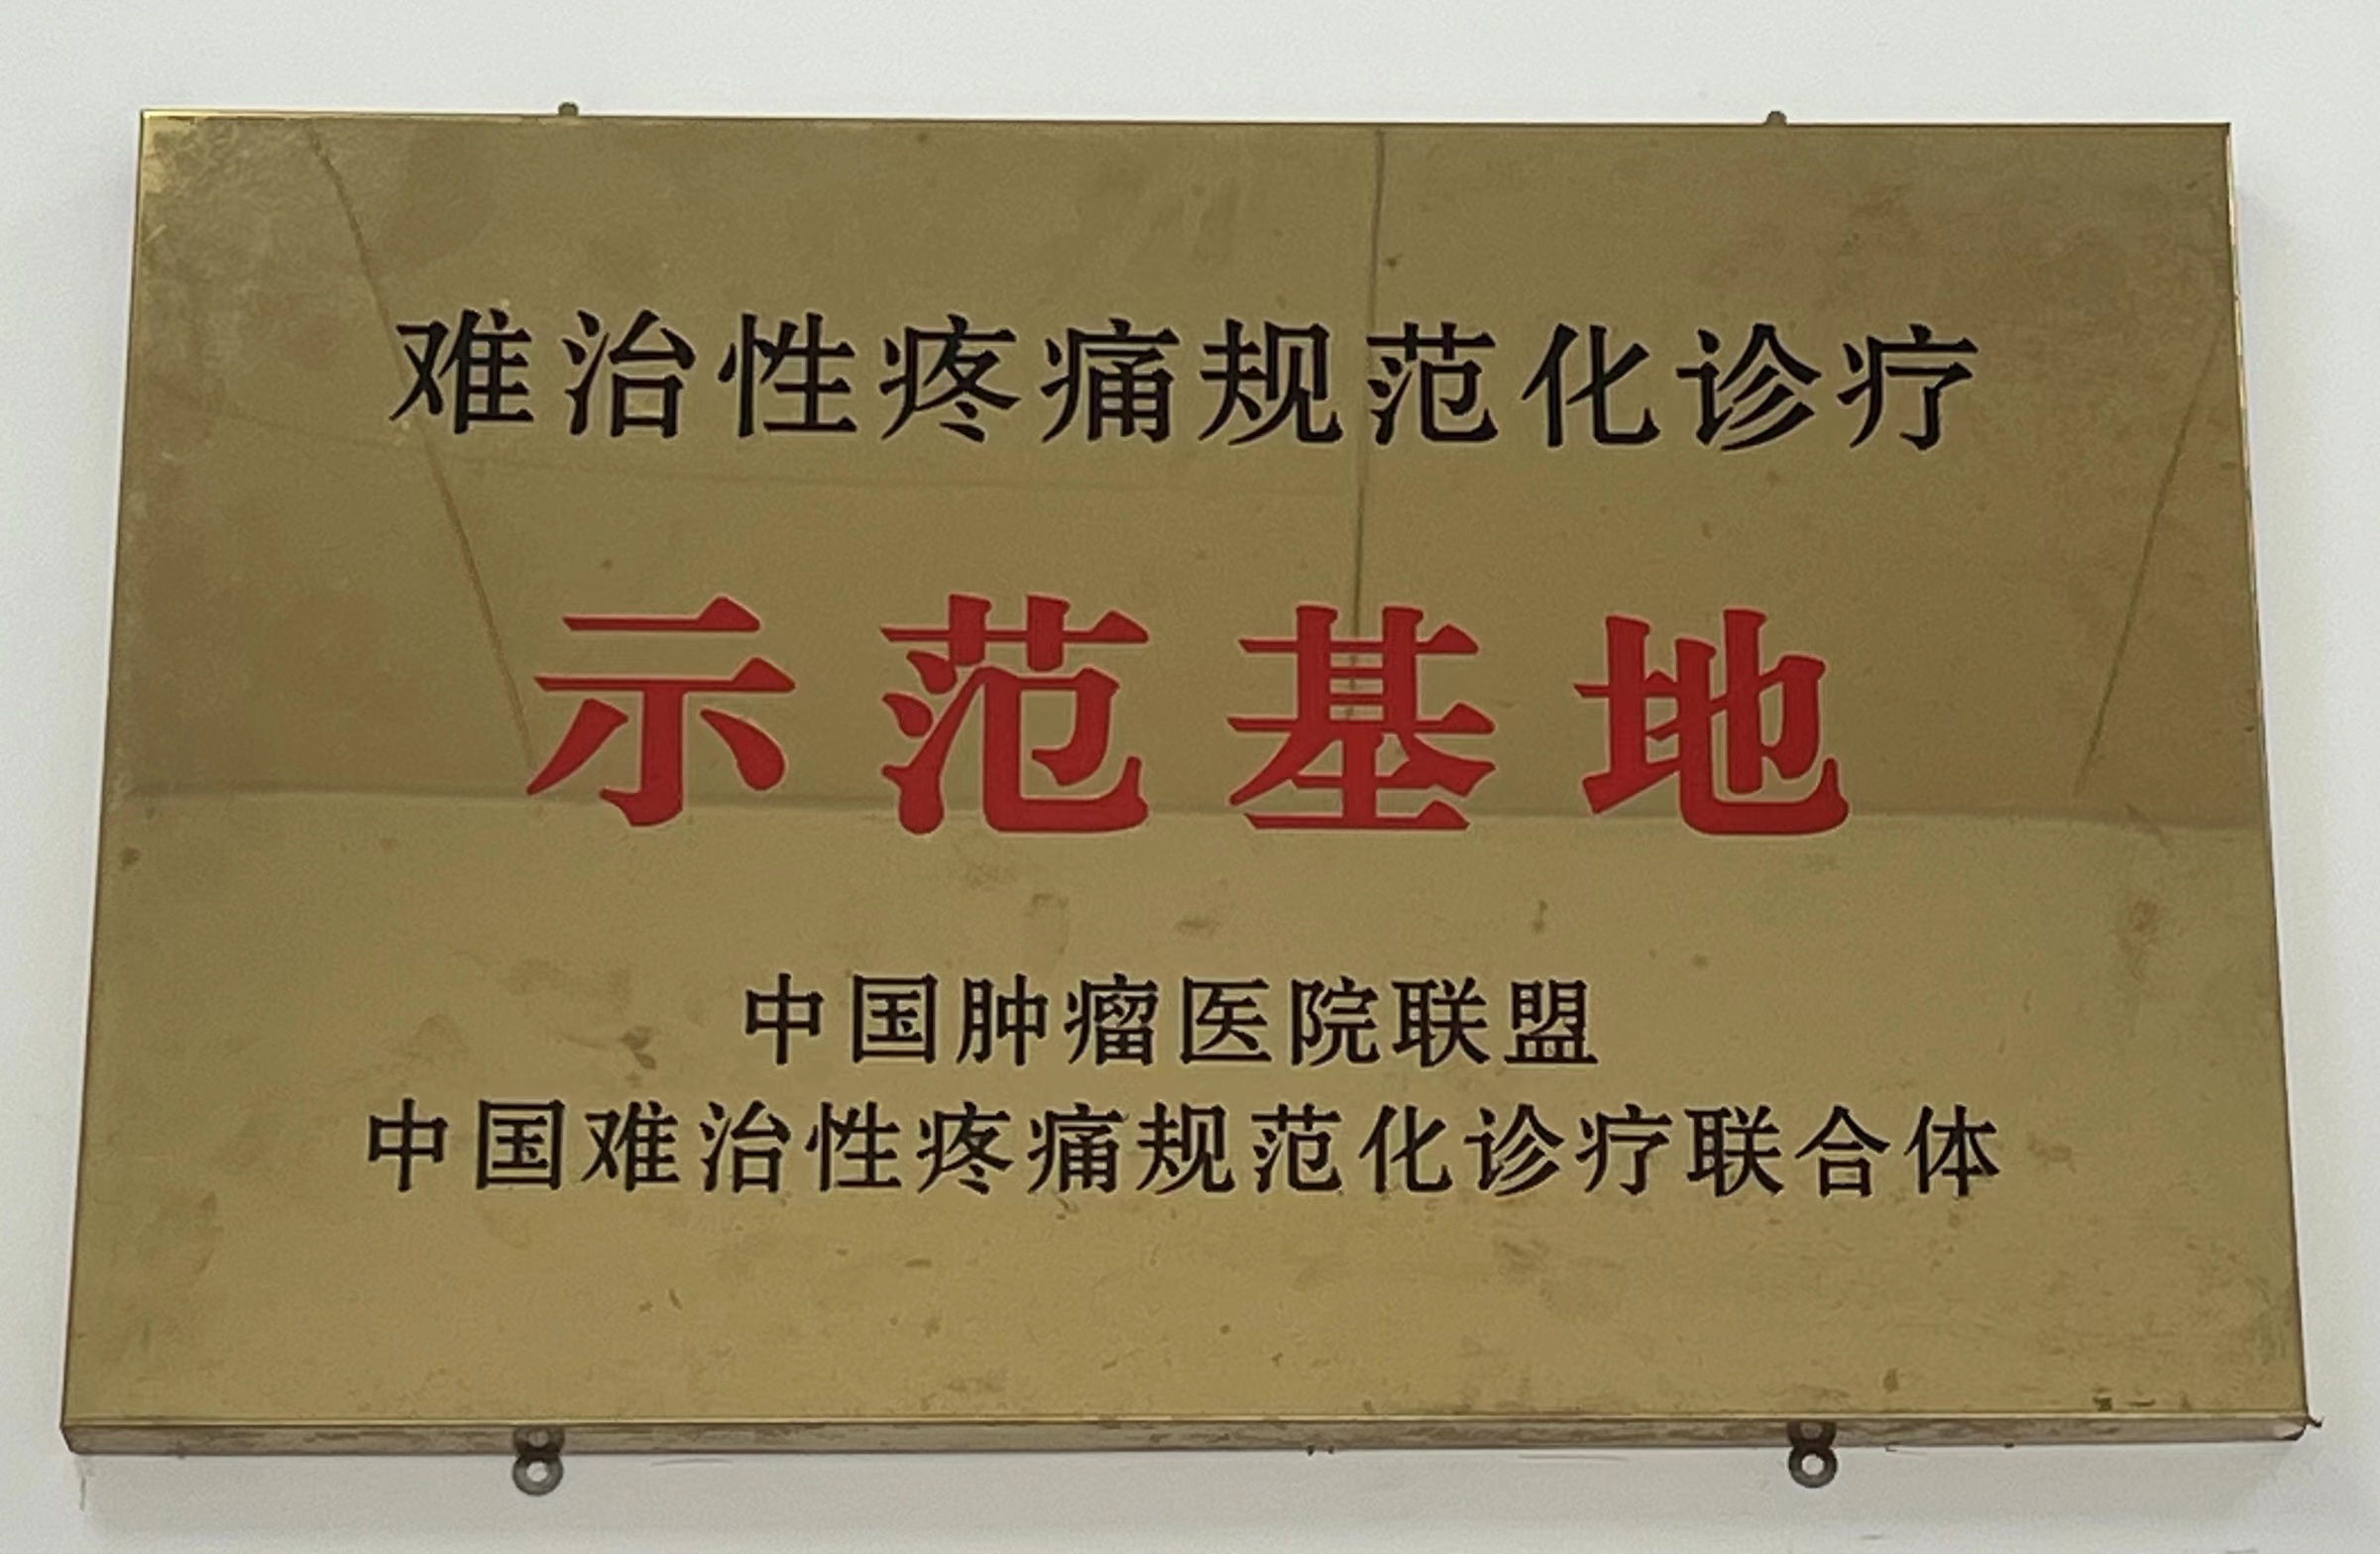 难治性疼痛规范化诊疗
示范基地
中国肿瘤医院联盟
中国难治性疼痛规范化诊疗联合体